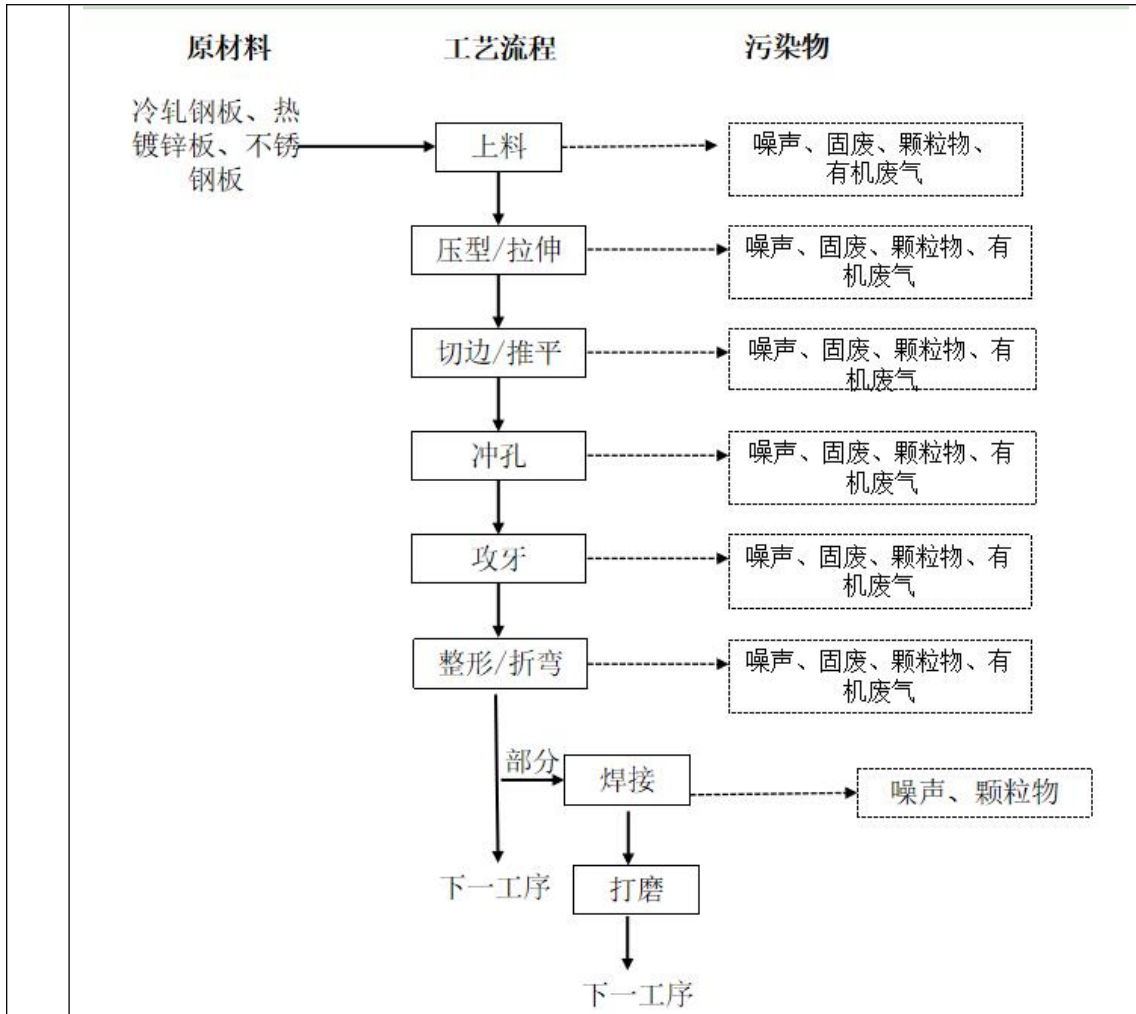 原材料 工艺流程 污染物
冷轧钢板、热
镀锌板、不锈
钢板
上料
噪声、固废、颗粒物、
有机废气
压型/拉伸
噪声、固废、颗粒物、有
机废气
切边/推平
噪声、固废、颗粒物、有
机废气
冲孔
噪声、固废、颗粒物、有
机废气
攻牙
噪声、固废、颗粒物、有
机废气
整形/折弯
噪声、固废、颗粒物、有
机废气
部分
焊接
噪声、颗粒物
下一工序
打磨
下一工序